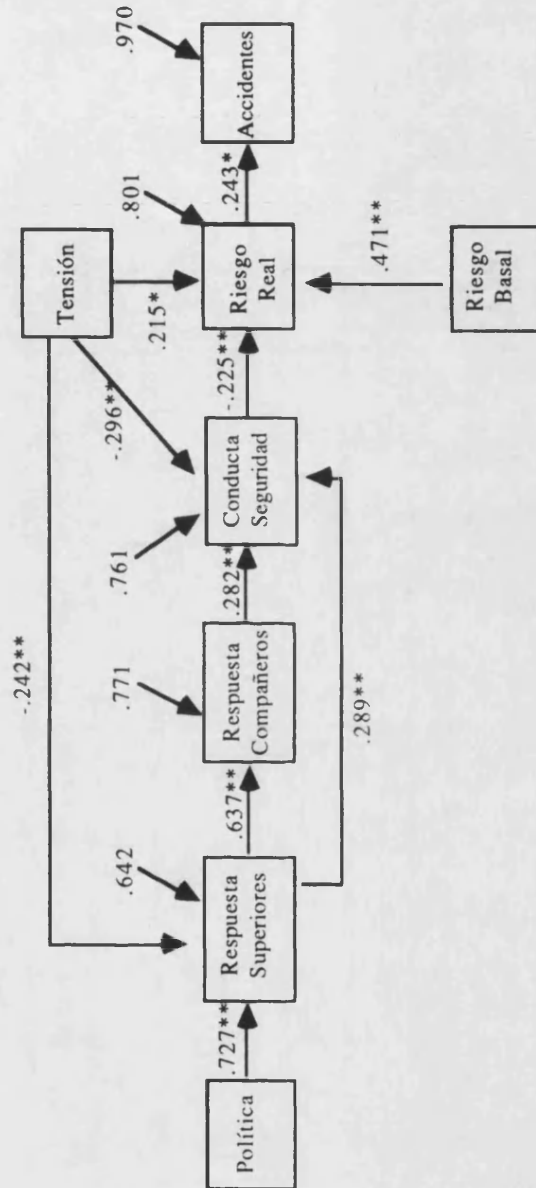 .970
Accidentes
.243*
.801
Tensión
.215*
Riesgo
Real
.471**
Riesgo
Basal
-.296**
-.225**
.761
Conducta
Seguridad
-.242**
.282**
.771
Respuesta
Compañeros
.289**
.637**
.642
Respuesta
Superiores
.727**
Política